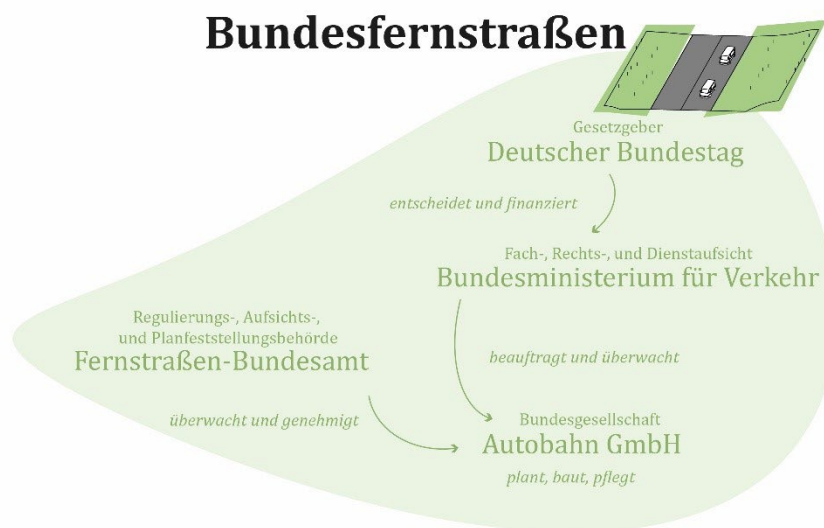 Bundesfernstraßen
Gesetzgeber
Deutscher Bundestag
entscheidet und finanziert
Fach-, Rechts-, und Dienstaufsicht
Bundesministerium für Verkehr
Regulierungs-, Aufsichts-,
und Planfeststellungsbehörde
Fernstraßen-Bundesamt
beauftragt und überwacht
überwacht und genehmigt
Bundesgesellschaft
Autobahn GmbH
plant, baut, pflegt